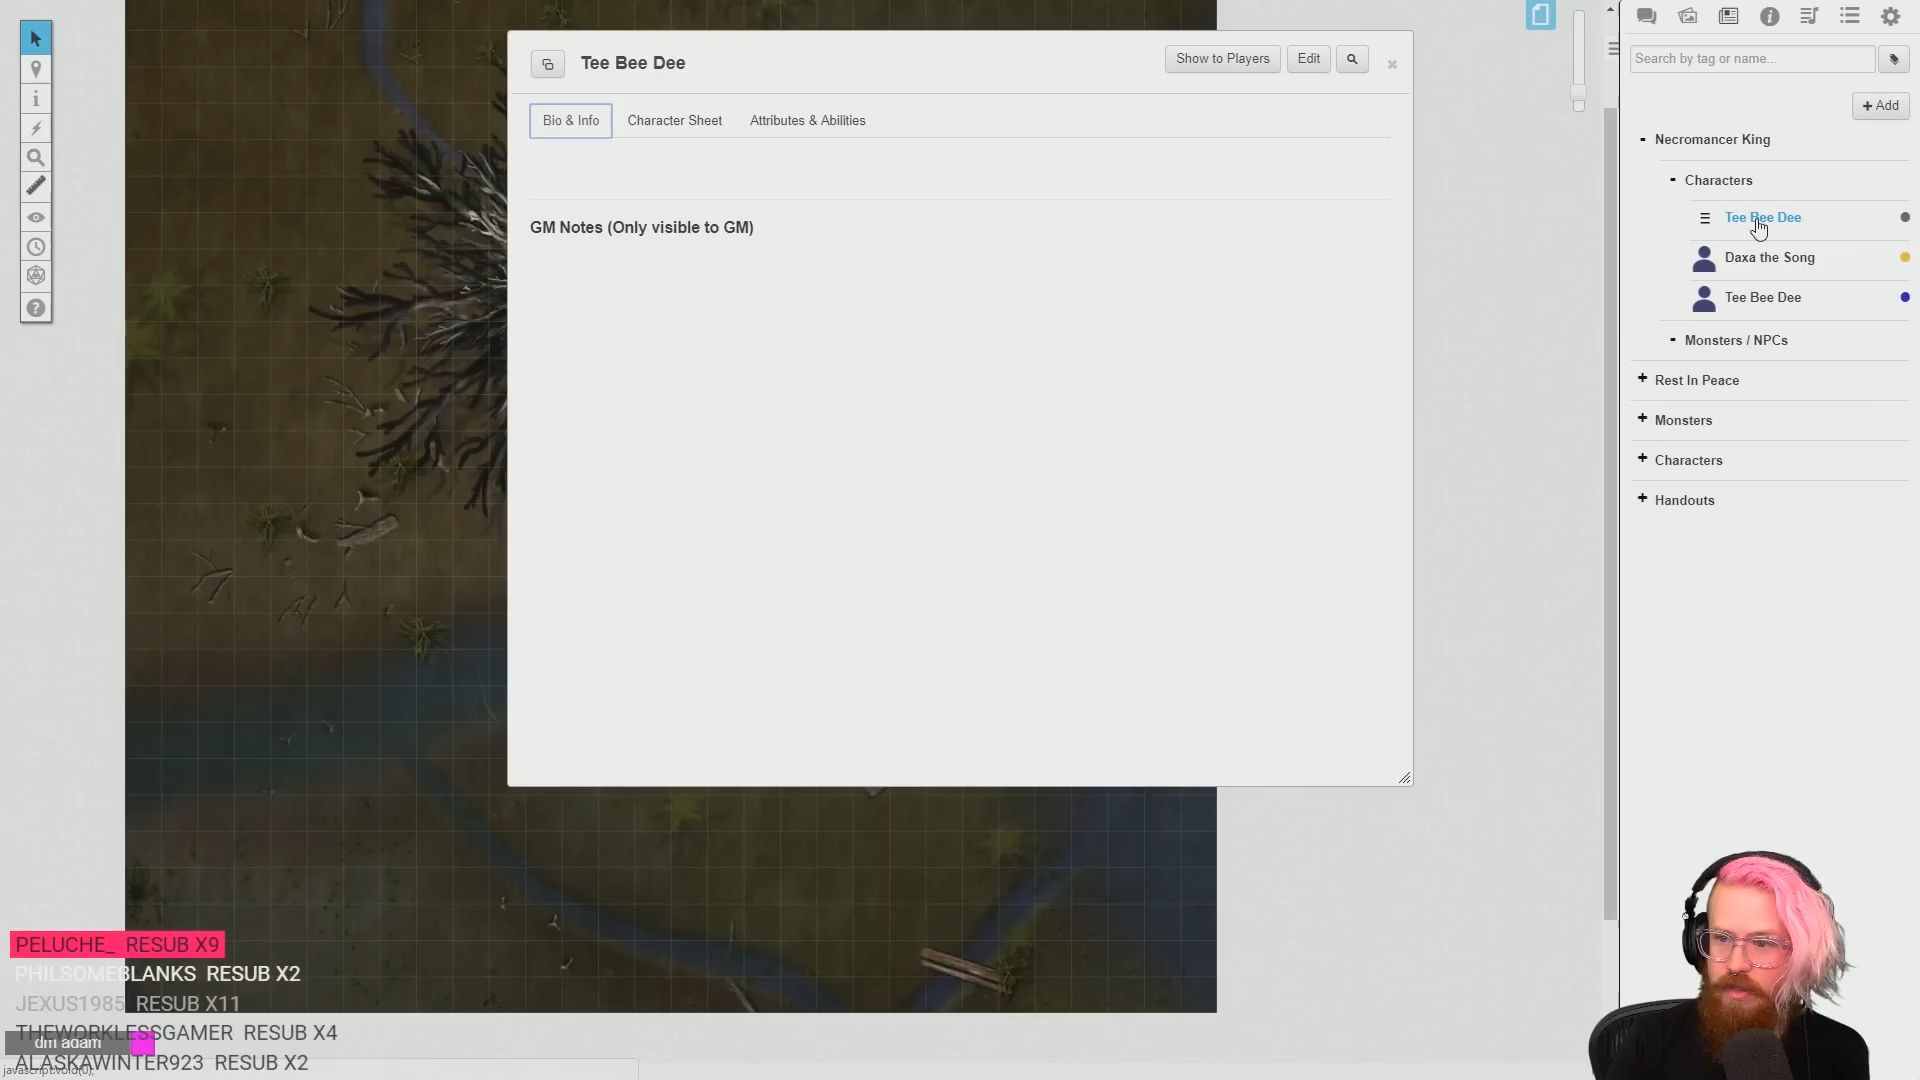 Tee Bee Dee
Show to Players
Edit
Bio & Info
Character Sheet
Attributes & Abilities
GM Notes (Only visible to GM)
Search by tag or name...
+ Add
Necromancer King
Characters
Tee Bee Dee
Daxa the Song
Tee Bee Dee
Monsters / NPCs
Rest In Peace
Monsters
Characters
Handouts
PELUCHE_ RESUB X9
PHILSOMEBLANKS RESUB X2
JEXUS1985 RESUB X11
THEWORKLESSGAMER RESUB X4
dm adam
ALASKAWINTER923 RESUB X2
javascript:void(0);